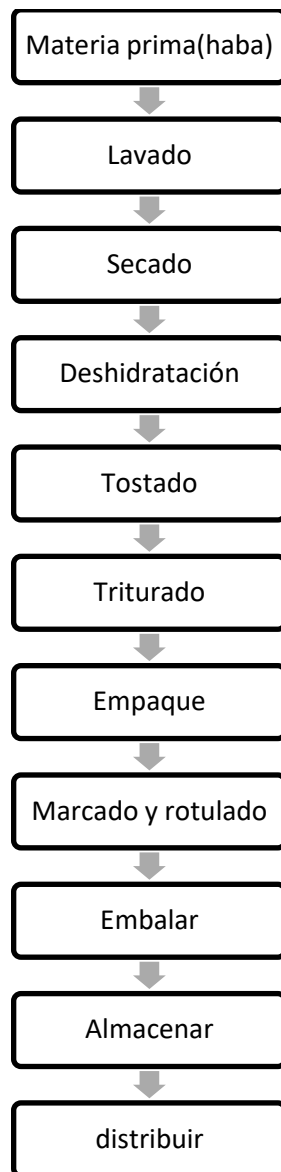 Materia prima(haba)
Lavado
Secado
Deshidratación
Tostado
Triturado
Empaque
Marcado y rotulado
Embalar
Almacenar
distribuir